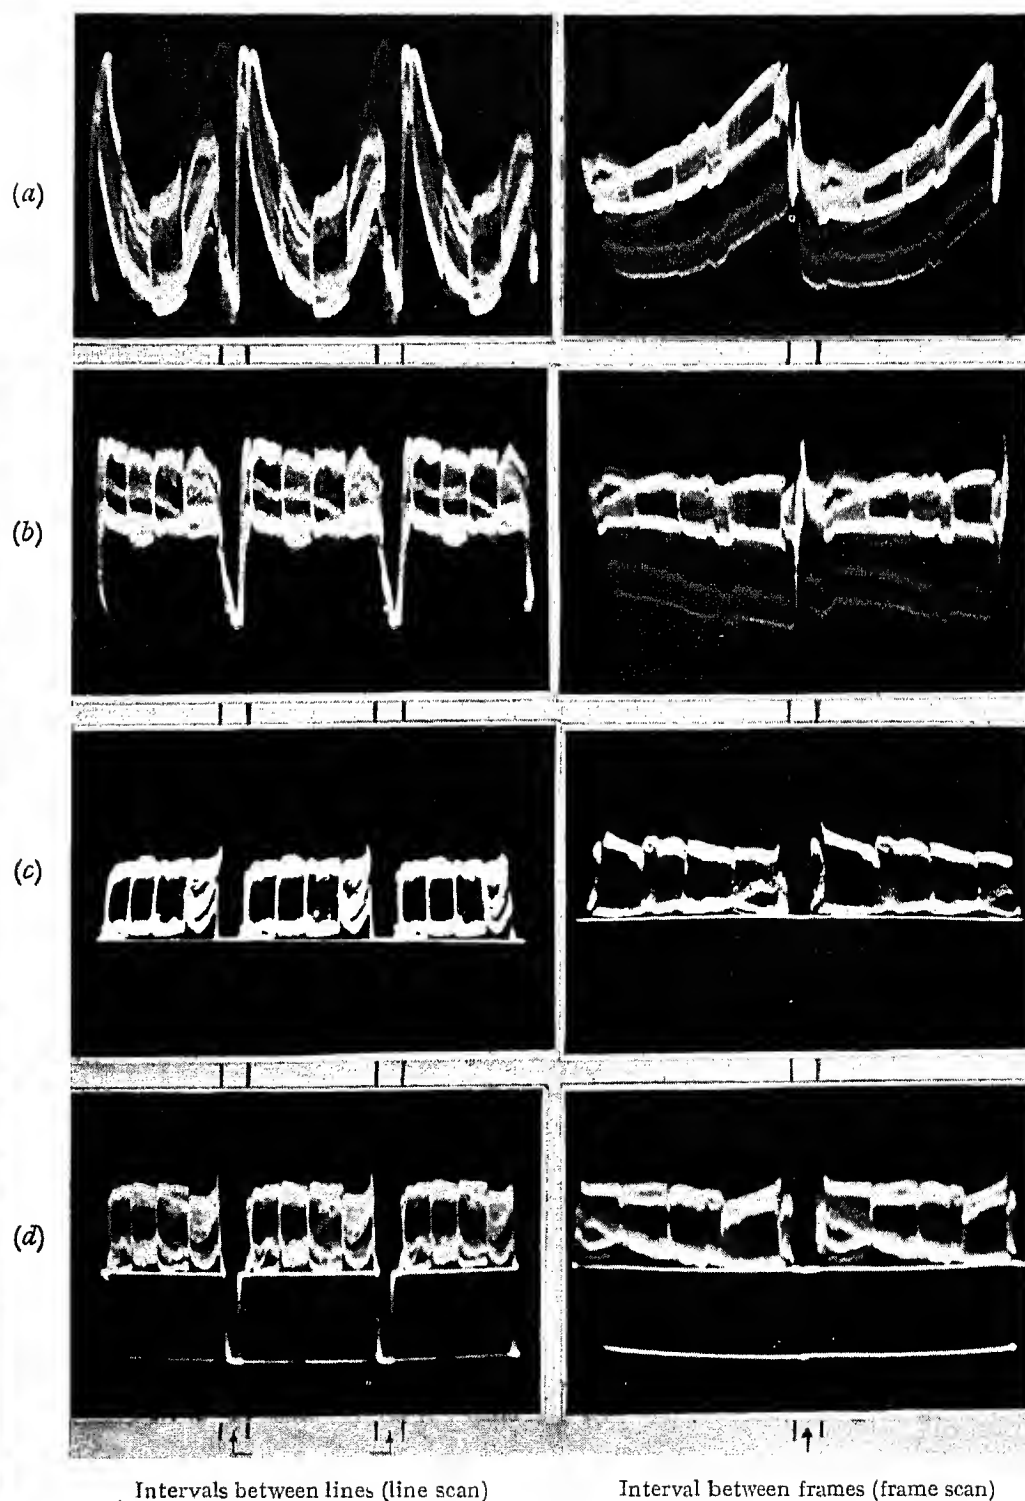 (a)
(b)
(c)
(d)
Intervals between lines (line scan)
Interval between frames (frame scan)